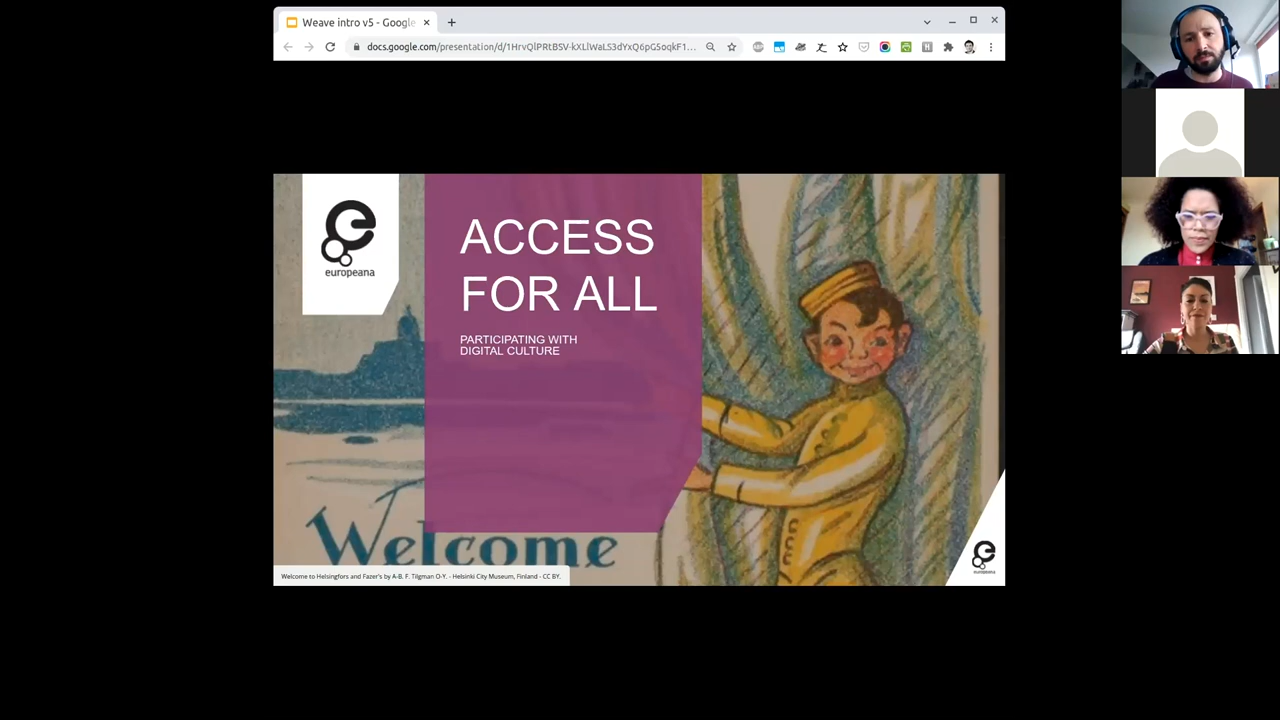 Weave intro v5 - Google
docs.google.com/presentation/d/1HrvQlPRtBSV-kXLlWaLS3dYxQ6pG5oqkF1...
europeana
ACCESS
FOR ALL
PARTICIPATING WITH
DIGITAL CULTURE
Welcome
Welcome to Helsingfors and Fazer's by A-B. F. Tilgman O-Y. - Helsinki City Museum, Finland - CC BY.
europeana